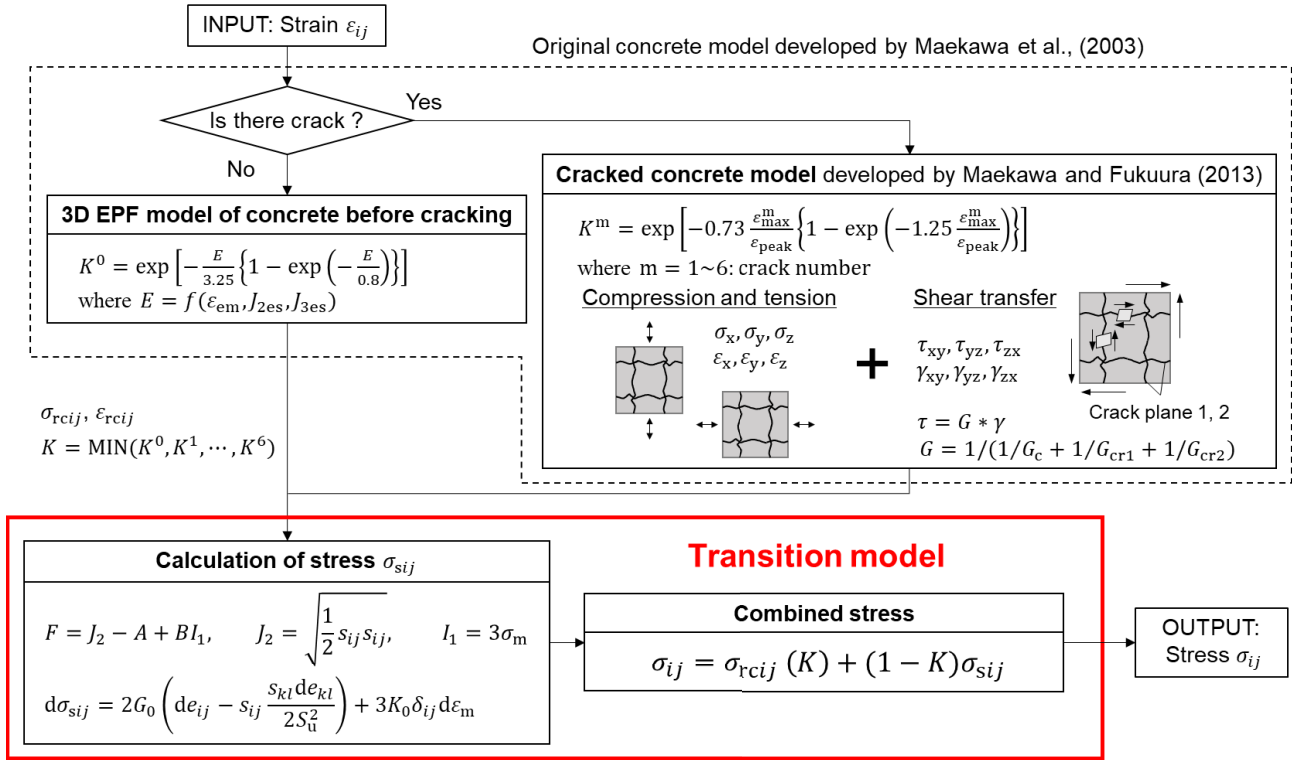 INPUT: Strain ε_ij
Original concrete model developed by Maekawa et al., (2003)
Is there crack ?
Yes
No
3D EPF model of concrete before cracking
K^0 = exp[−E/3.25{1 − exp(−E/0.8)}]
where E = f(ε_em, J_2es, J_3es)
Cracked concrete model developed by Maekawa and Fukuura (2013)
K^m = exp[−0.73 ε^m_max/ε_peak{1 − exp(−1.25 ε^m_max/ε_peak)}]
where m = 1~6: crack number
Compression and tension
σ_x, σ_y, σ_z
ε_x, ε_y, ε_z
+
Shear transfer
τ_xy, τ_yz, τ_zx
γ_xy, γ_yz, γ_zx
Crack plane 1, 2
τ = G * γ
G = 1/(1/G_c + 1/G_cr1 + 1/G_cr2)
σ_rcij, ε_rcij
K = MIN(K^0, K^1, ⋯, K^6)
Transition model
Calculation of stress σ_sij
F = J_2 − A + BI_1, J_2 = √(1/2 s_ij s_ij), I_1 = 3σ_m
dσ_sij = 2G_0(de_ij − s_ij s_kl de_kl/2S_u^2) + 3K_0δ_ijdε_m
Combined stress
σ_ij = σ_rcij (K) + (1 − K)σ_sij
OUTPUT:
Stress σ_ij